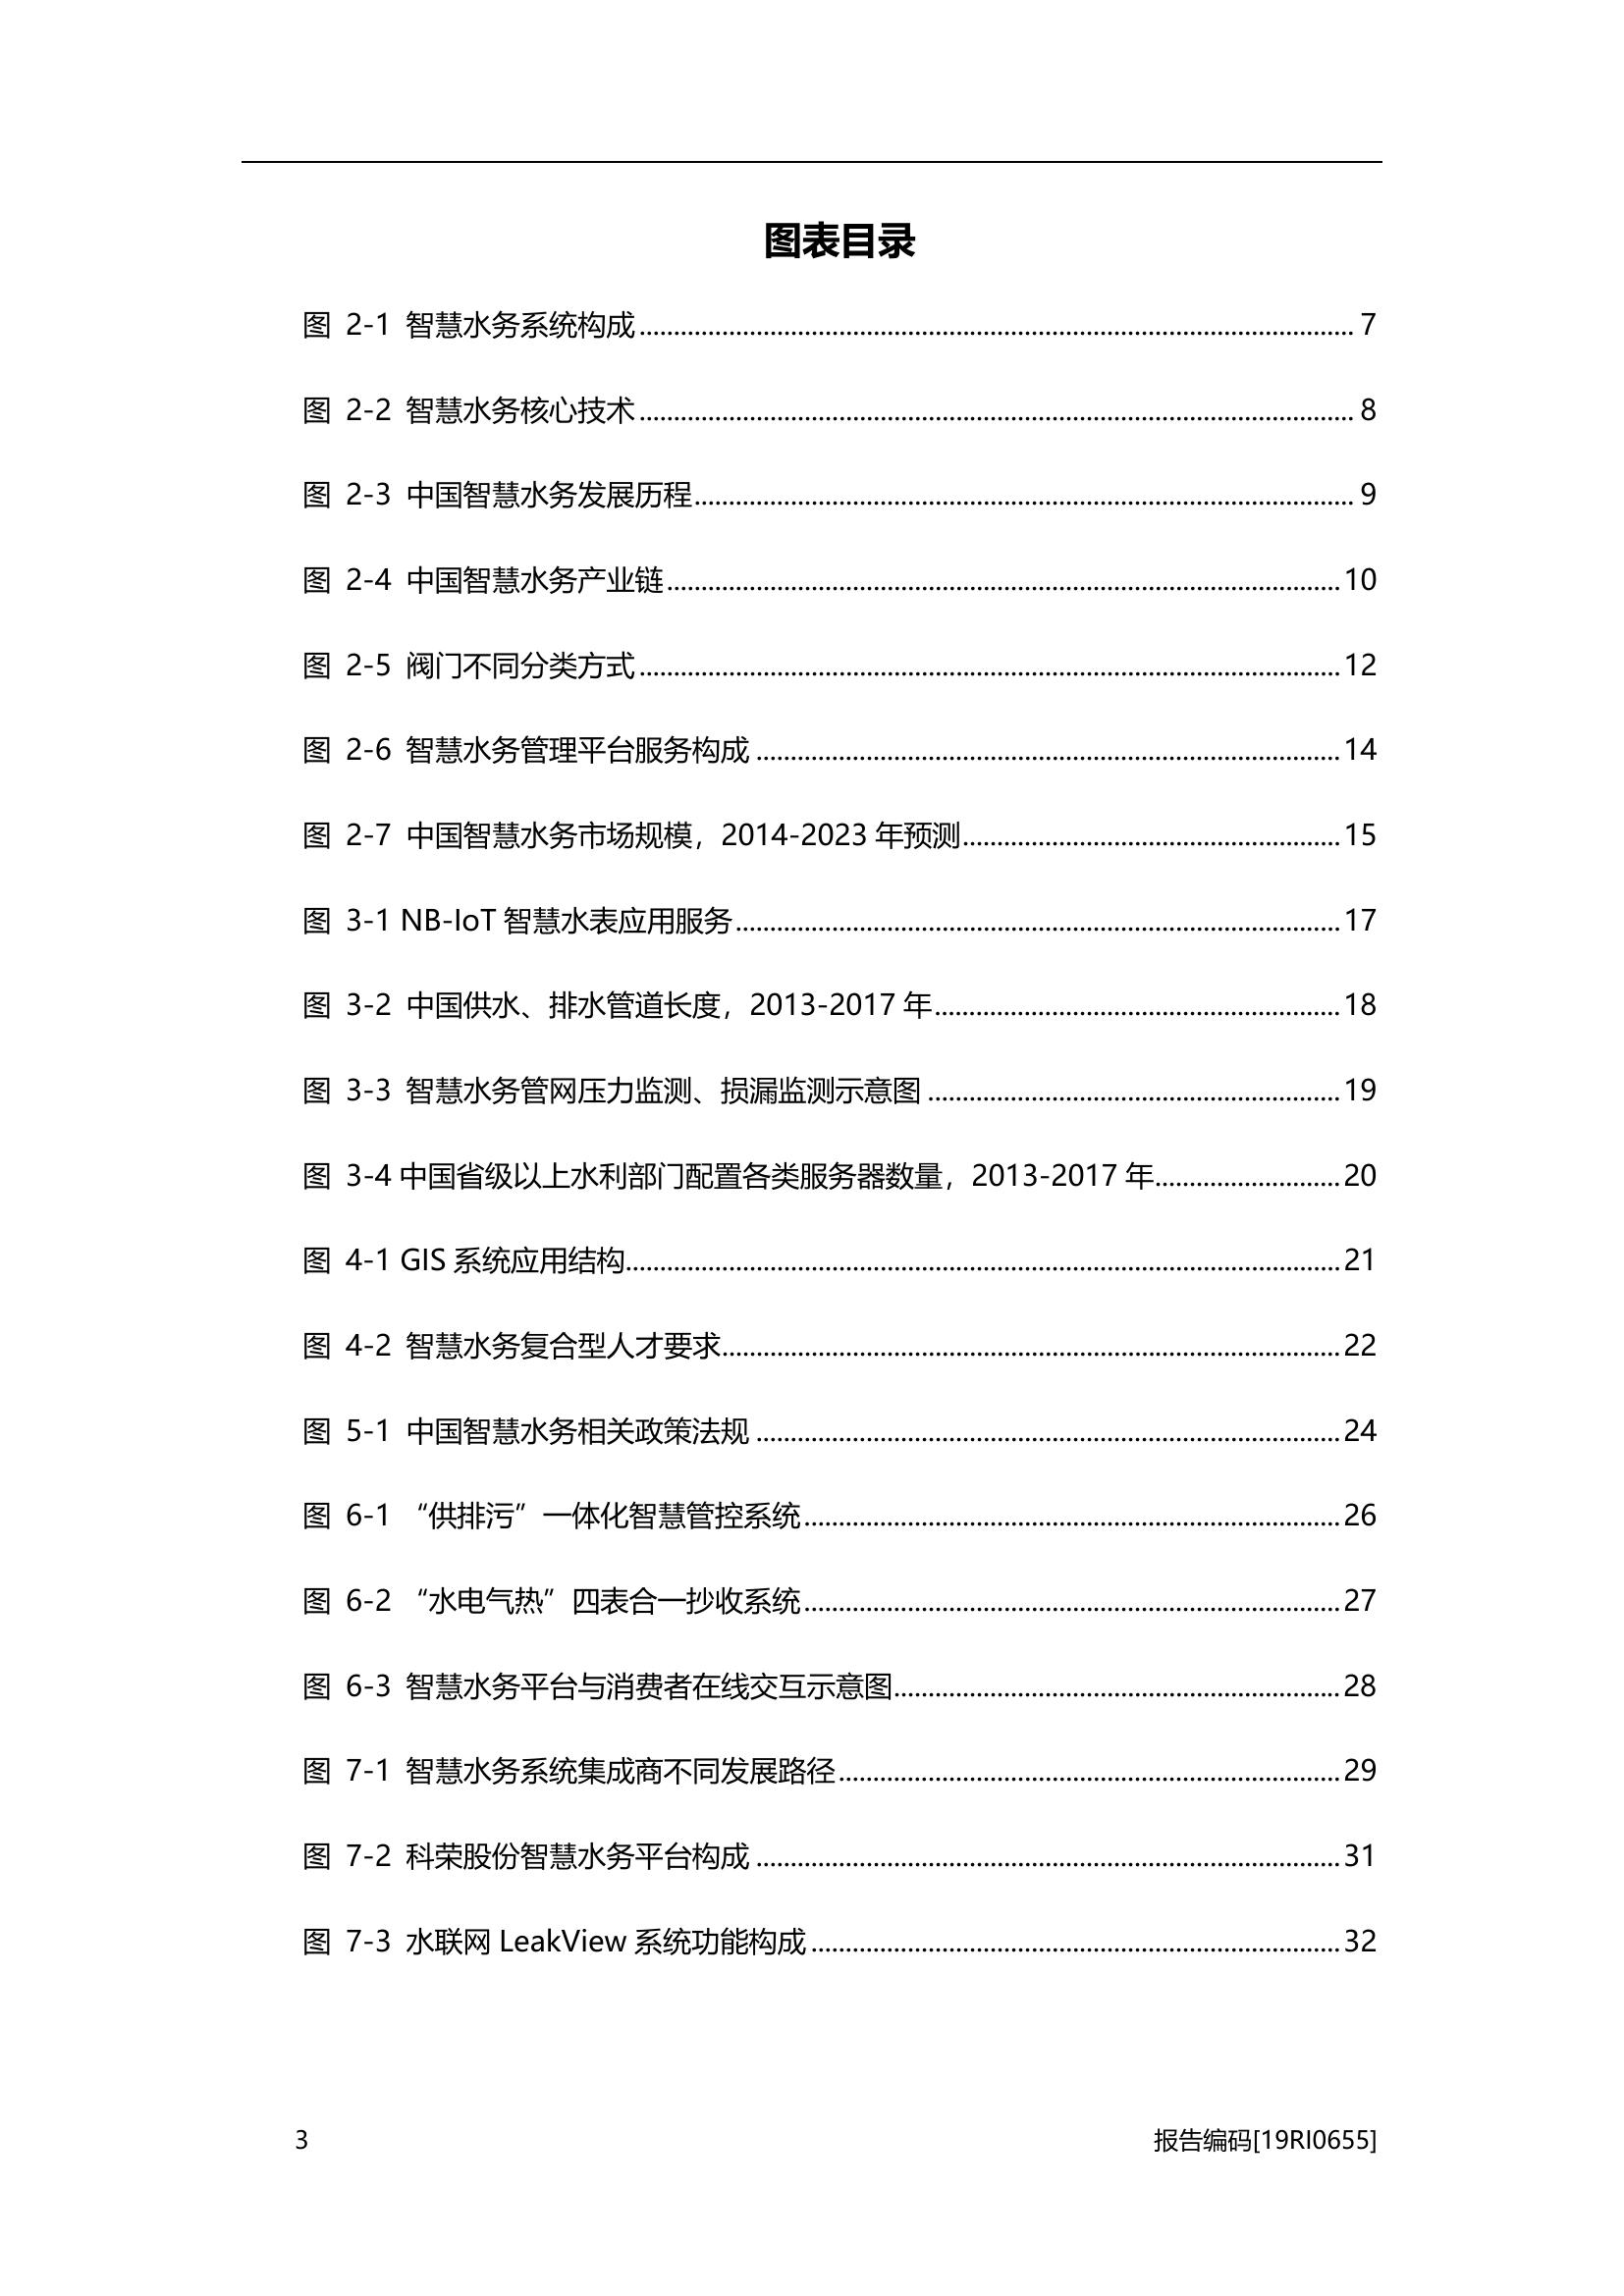 图表目录
图 2-1 智慧水务系统构成........................................ 7
图 2-2 智慧水务核心技术........................................ 8
图 2-3 中国智慧水务发展历程........................................ 9
图 2-4 中国智慧水务产业链........................................ 10
图 2-5 阀门不同分类方式........................................ 12
图 2-6 智慧水务管理平台服务构成........................................ 14
图 2-7 中国智慧水务市场规模，2014-2023 年预测........................................ 15
图 3-1 NB-IoT 智慧水表应用服务........................................ 17
图 3-2 中国供水、排水管道长度，2013-2017 年........................................ 18
图 3-3 智慧水务管网压力监测、损漏监测示意图........................................ 19
图 3-4 中国省级以上水利部门配置各类服务器数量，2013-2017 年........................... 20
图 4-1 GIS 系统应用结构........................................ 21
图 4-2 智慧水务复合型人才要求........................................ 22
图 5-1 中国智慧水务相关政策法规........................................ 24
图 6-1 “供排污”一体化智慧管控系统........................................ 26
图 6-2 “水电气热”四表合一抄收系统........................................ 27
图 6-3 智慧水务平台与消费者在线交互示意图........................................ 28
图 7-1 智慧水务系统集成商不同发展路径........................................ 29
图 7-2 科荣股份智慧水务平台构成........................................ 31
图 7-3 水联网 LeakView 系统功能构成........................................ 32
3 报告编码[19RI0655]